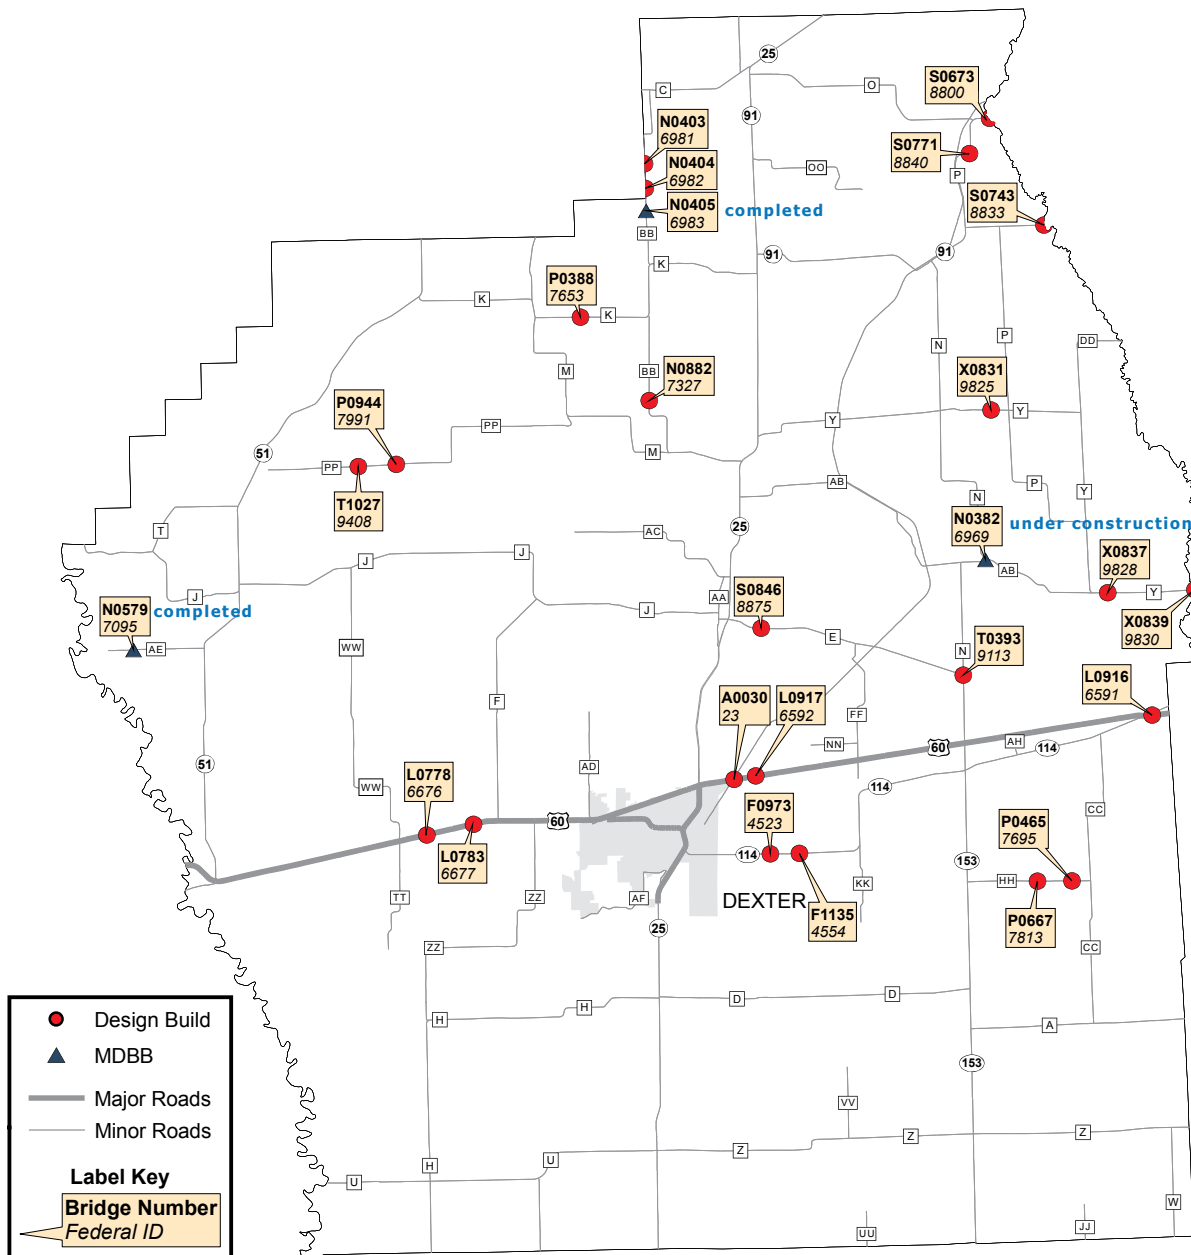 25
C
O
S0673
8800
91
N0403
6981
S0771
8840
N0404
6982
OO
P
S0743
8833
N0405
6983
completed
BB
91
91
K
P0388
7653
K
K
N
P
DD
M
BB
N0882
7327
X0831
9825
P0944
7991
Y
Y
PP
51
M
PP
AB
P
Y
T1027
9408
N
25
N0382
6969
under construction
T
AC
J
J
AB
X0837
9828
Y
J
AA
S0846
8875
J
N0579
7095
completed
X0839
9830
AE
WW
E
N
T0393
9113
A0030
23
L0917
6592
L0916
6591
F
FF
51
AD
NN
60
AH
114
WW
L0778
6676
114
60
F0973
4523
CC
P0465
7695
L0783
6677
114
153
HH
TT
ZZ
AF
DEXTER
KK
F1135
4554
P0667
7813
25
ZZ
CC
H
D
D
H
A
153
VV
Z
Z
Z
U
U
H
W
UU
JJ
Design Build
MDBB
Major Roads
Minor Roads
Label Key
Bridge Number
Federal ID